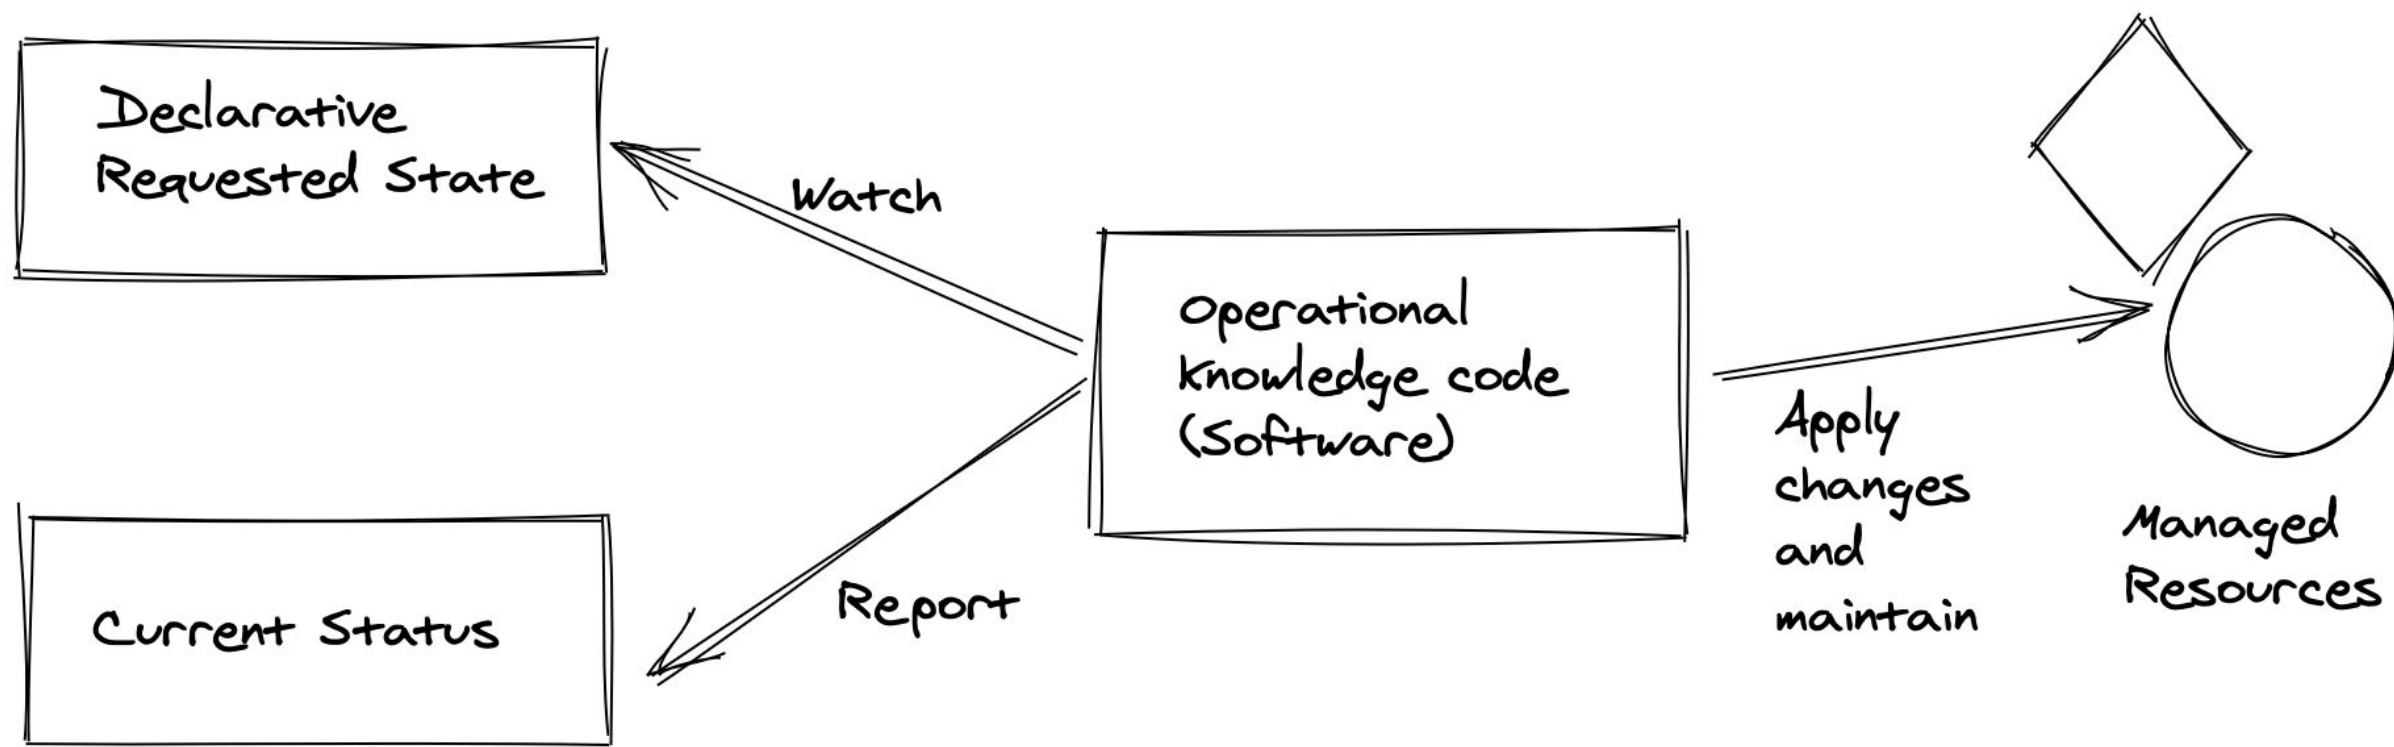 Declarative
Requested State
Watch
Operational
Knowledge code
(Software)
Apply
changes
and
maintain
Managed
Resources
Report
Current Status